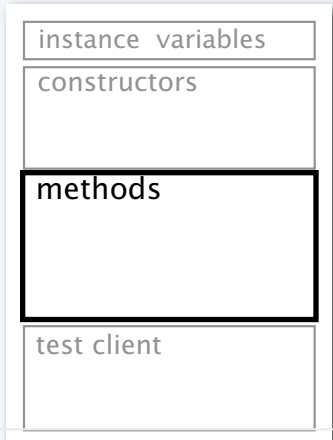 instance variables
constructors
methods
test client